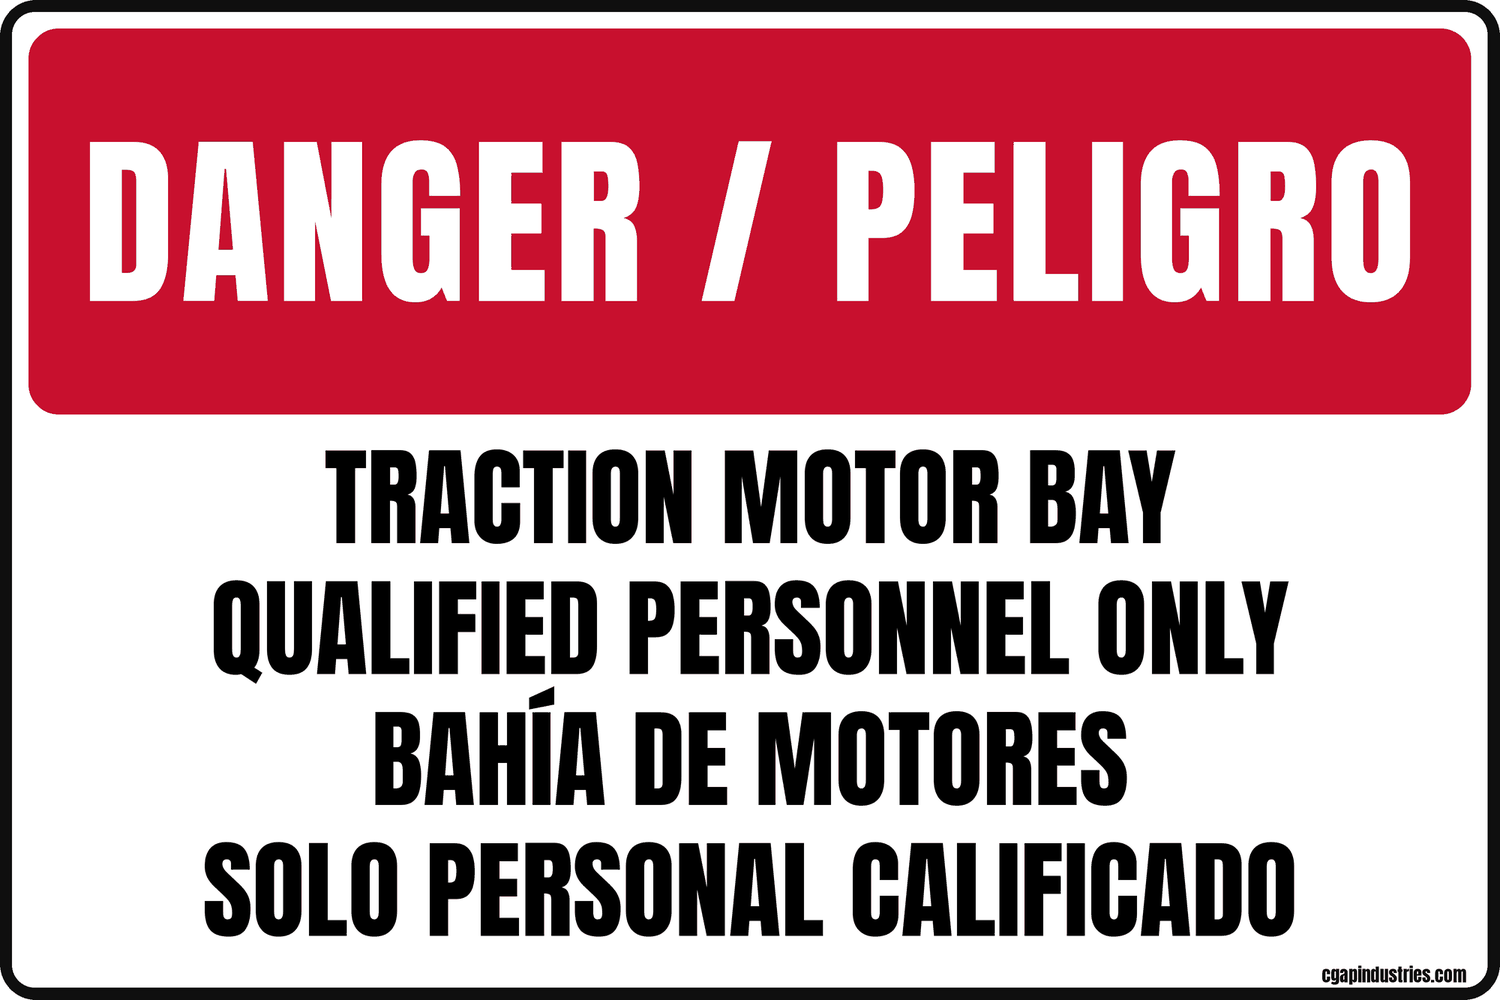 DANGER / PELIGRO
TRACTION MOTOR BAY
QUALIFIED PERSONNEL ONLY
BAHÍA DE MOTORES
SOLO PERSONAL CALIFICADO
cgapindustries.com